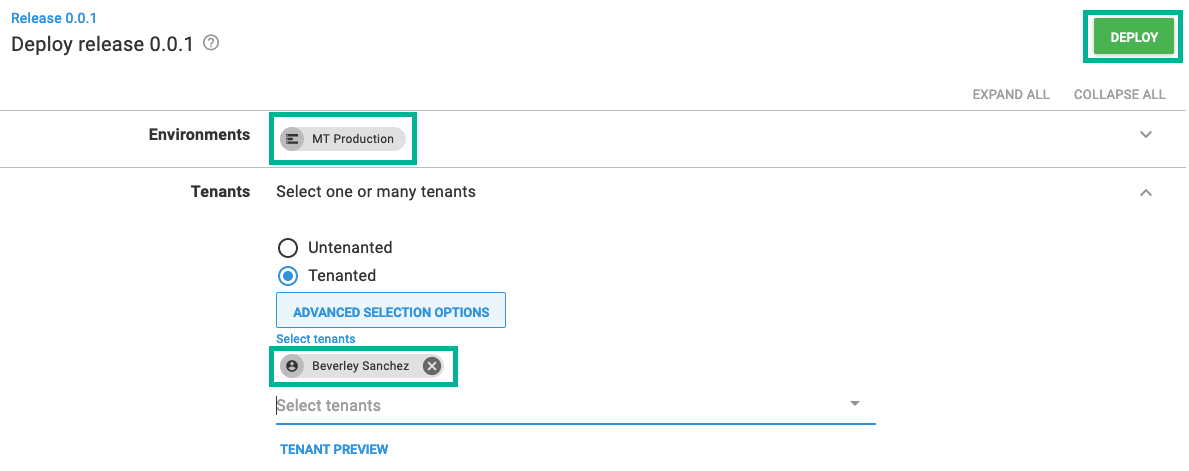 Release 0.0.1
Deploy release 0.0.1
DEPLOY
EXPAND ALL COLLAPSE ALL
Environments MT Production
Tenants Select one or many tenants
Untenanted
Tenanted
ADVANCED SELECTION OPTIONS
Select tenants
Beverley Sanchez
Select tenants
TENANT PREVIEW